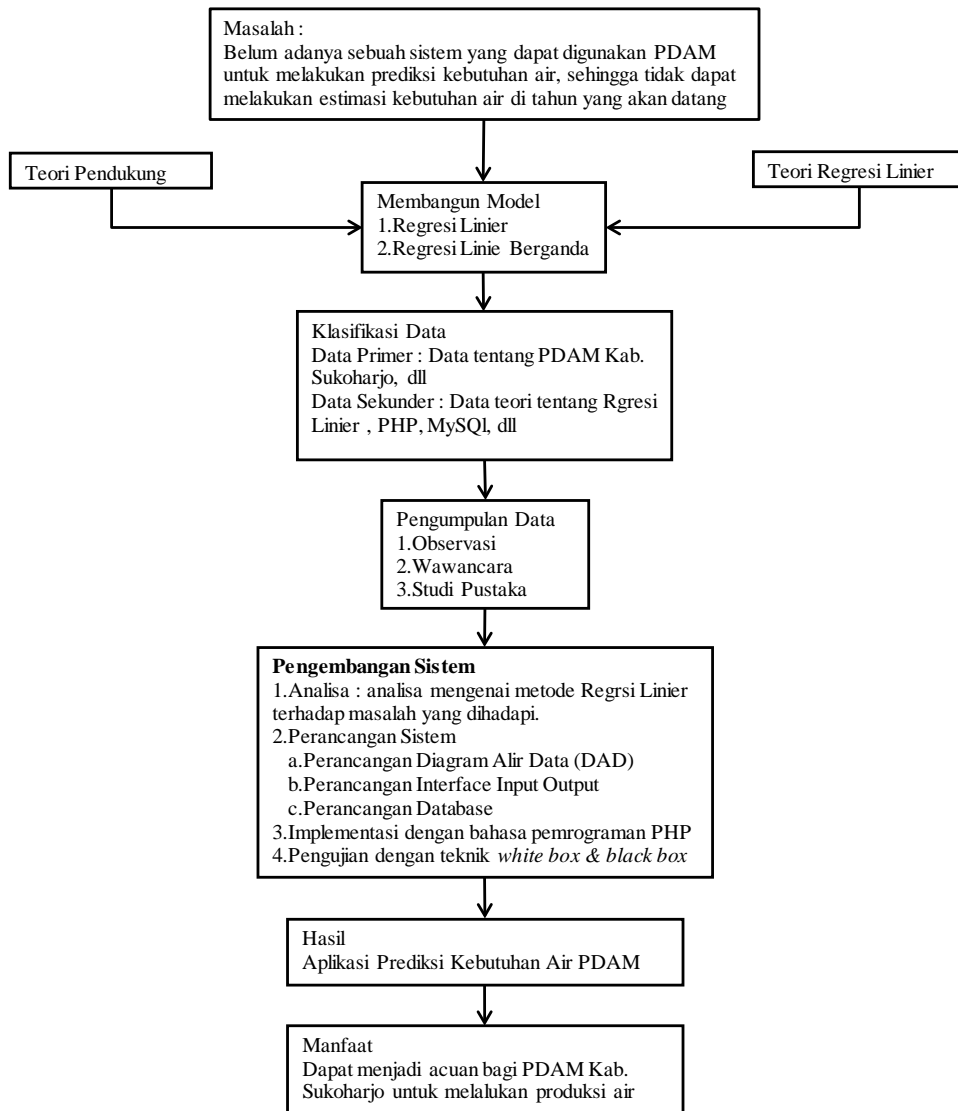 Masalah :
Belum adanya sebuah sistem yang dapat digunakan PDAM
untuk melakukan prediksi kebutuhan air, sehingga tidak dapat
melakukan estimasi kebutuhan air di tahun yang akan datang
Teori Pendukung
Teori Regresi Linier
Membangun Model
1.Regresi Linier
2.Regresi Linie Berganda
Klasifikasi Data
Data Primer : Data tentang PDAM Kab.
Sukoharjo, dll
Data Sekunder : Data teori tentang Rgresi
Linier , PHP, MySQl, dll
Pengumpulan Data
1.Observasi
2.Wawancara
3.Studi Pustaka
Pengembangan Sistem
1.Analisa : analisa mengenai metode Regrsi Linier
terhadap masalah yang dihadapi.
2.Perancangan Sistem
a.Perancangan Diagram Alir Data (DAD)
b.Perancangan Interface Input Output
c.Perancangan Database
3.Implementasi dengan bahasa pemrograman PHP
4.Pengujian dengan teknik white box & black box
Hasil
Aplikasi Prediksi Kebutuhan Air PDAM
Manfaat
Dapat menjadi acuan bagi PDAM Kab.
Sukoharjo untuk melalukan produksi air